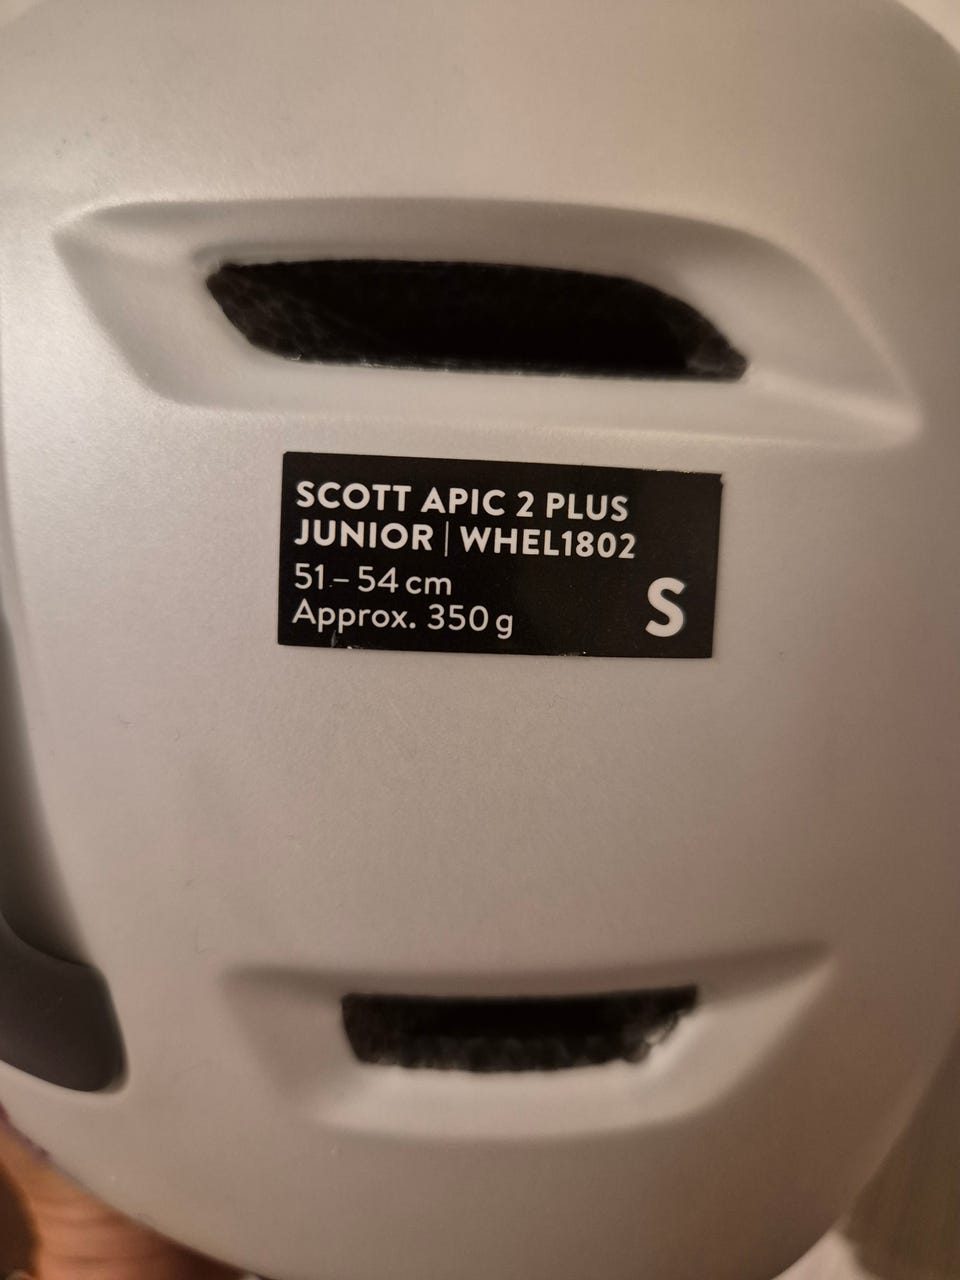 SCOTT APIC 2 PLUS
JUNIOR | WHEL1802
51 – 54 cm
Approx. 350 g
S